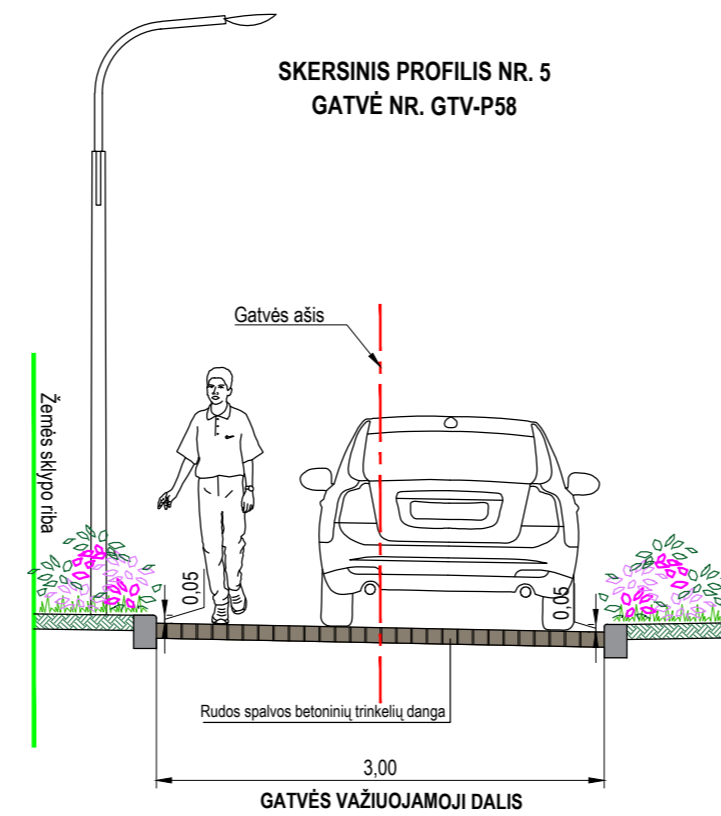 SKERSINIS PROFILIS NR. 5
GATVĖ NR. GTV-P58
Gatvės ašis
Žemės sklypo riba
0,05
0,05
Rudos spalvos betoninių trinkelių danga
3,00
GATVĖS VAŽIUOJAMOJI DALIS